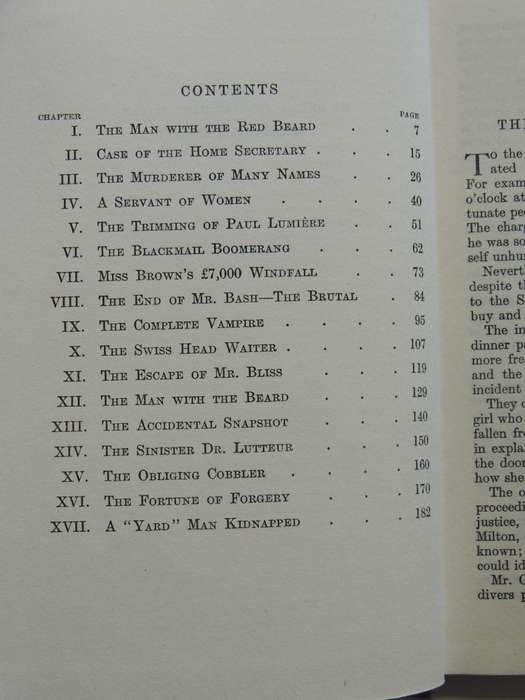 CONTENTS
CHAPTER PAGE
I. THE MAN WITH THE RED BEARD . . 7
II. CASE OF THE HOME SECRETARY . . . 15
III. THE MURDERER OF MANY NAMES . . 26
IV. A SERVANT OF WOMEN . . . 40
V. THE TRIMMING OF PAUL LUMIÈRE . . 51
VI. THE BLACKMAIL BOOMERANG . . . 62
VII. MISS BROWN'S £7,000 WINDFALL . . 73
VIII. THE END OF MR. BASH—THE BRUTAL . 84
IX. THE COMPLETE VAMPIRE . . . . 95
X. THE SWISS HEAD WAITER . . . . 107
XI. THE ESCAPE OF MR. BLISS . . . 119
XII. THE MAN WITH THE BEARD . . . 129
XIII. THE ACCIDENTAL SNAPSHOT . . . 140
XIV. THE SINISTER DR. LUTTEUR . . . 150
XV. THE OBLIGING COBBLER . . . . 160
XVI. THE FORTUNE OF FORGERY . . . 170
XVII. A "YARD" MAN KIDNAPPED . . . 182
TH
TO the
ated
For exam
o'clock at
tunate pe
The charg
he was so
self unhu
Neverth
despite th
to the S
buy and
The in
dinner pa
more fre
and the
incident
They c
girl who
fallen fro
in expla
the door
how she
The o
proceedi
justice,
Milton,
known;
could id
Mr. G
divers p